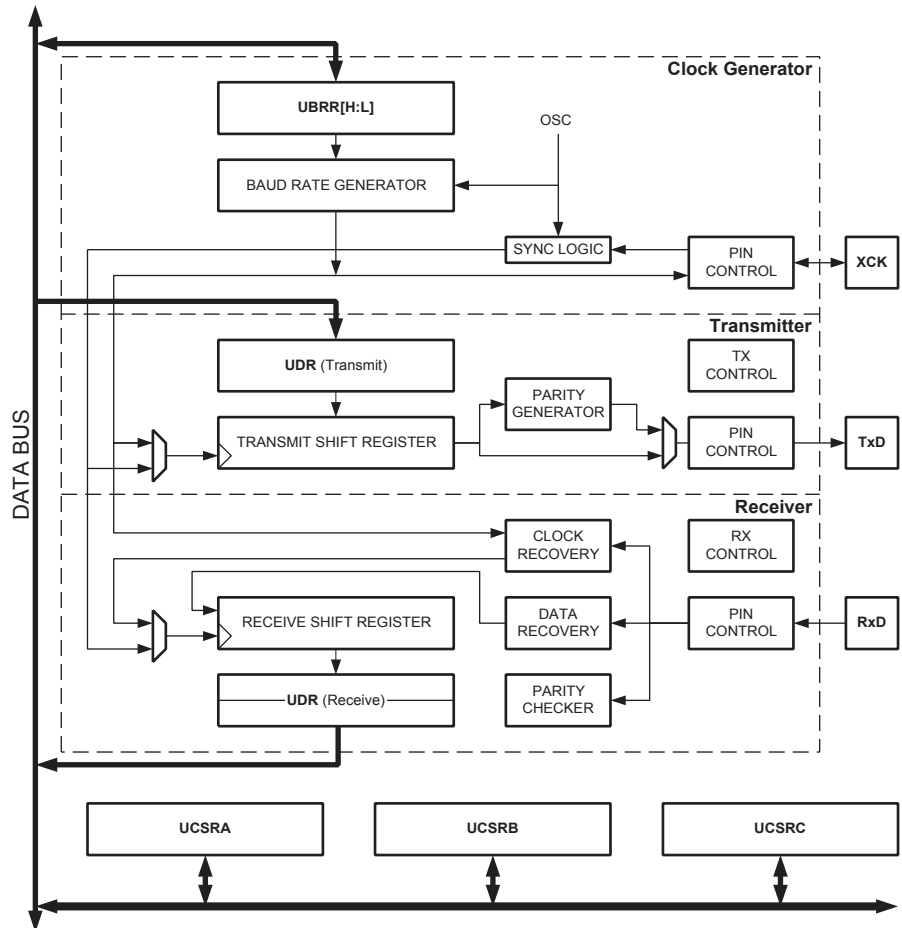 Clock Generator
UBRR[H:L]
OSC
BAUD RATE GENERATOR
SYNC LOGIC
PIN
CONTROL
XCK
Transmitter
UDR (Transmit)
TX
CONTROL
PARITY
GENERATOR
TRANSMIT SHIFT REGISTER
PIN
CONTROL
TxD
DATA BUS
Receiver
CLOCK
RECOVERY
RX
CONTROL
RECEIVE SHIFT REGISTER
DATA
RECOVERY
PIN
CONTROL
RxD
UDR (Receive)
PARITY
CHECKER
UCSRA
UCSRB
UCSRC